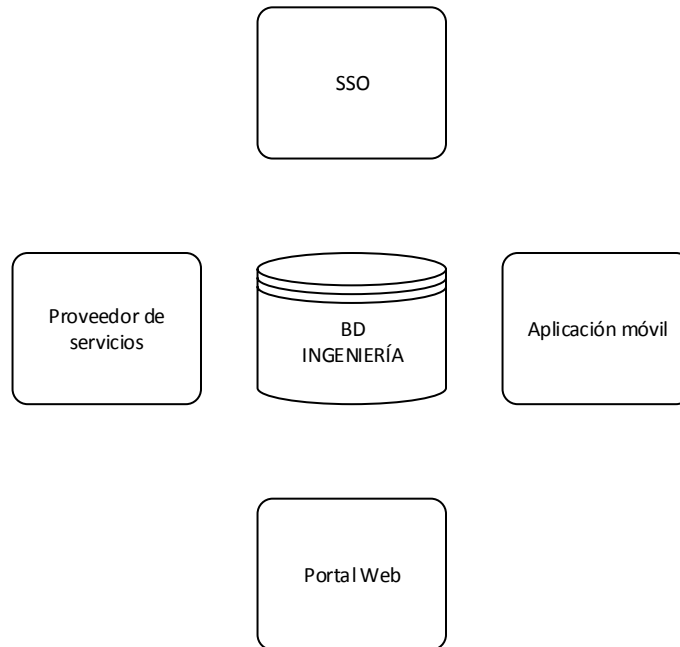 SSO
Proveedor de
servicios
BD
INGENIERÍA
Aplicación móvil
Portal Web